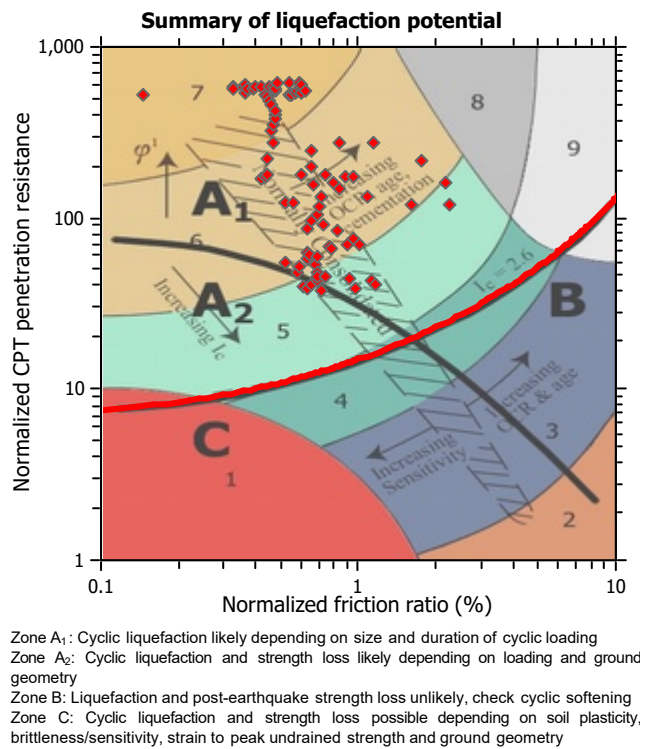 Summary of liquefaction potential
Normalized CPT penetration resistance
1,000
100
10
1
7
8
9
φ¹
A₁
Normally Consolidated
Increasing
OCR, age,
cementation
6
A₂
Increasing Ic
5
Ic = 2.6
B
4
C
1
Increasing
Sensitivity
Increasing
OCR & age
3
2
0.1
1
10
Normalized friction ratio (%)
Zone A₁: Cyclic liquefaction likely depending on size and duration of cyclic loading
Zone A₂: Cyclic liquefaction and strength loss likely depending on loading and ground
geometry
Zone B: Liquefaction and post-earthquake strength loss unlikely, check cyclic softening
Zone C: Cyclic liquefaction and strength loss possible depending on soil plasticity,
brittleness/sensitivity, strain to peak undrained strength and ground geometry